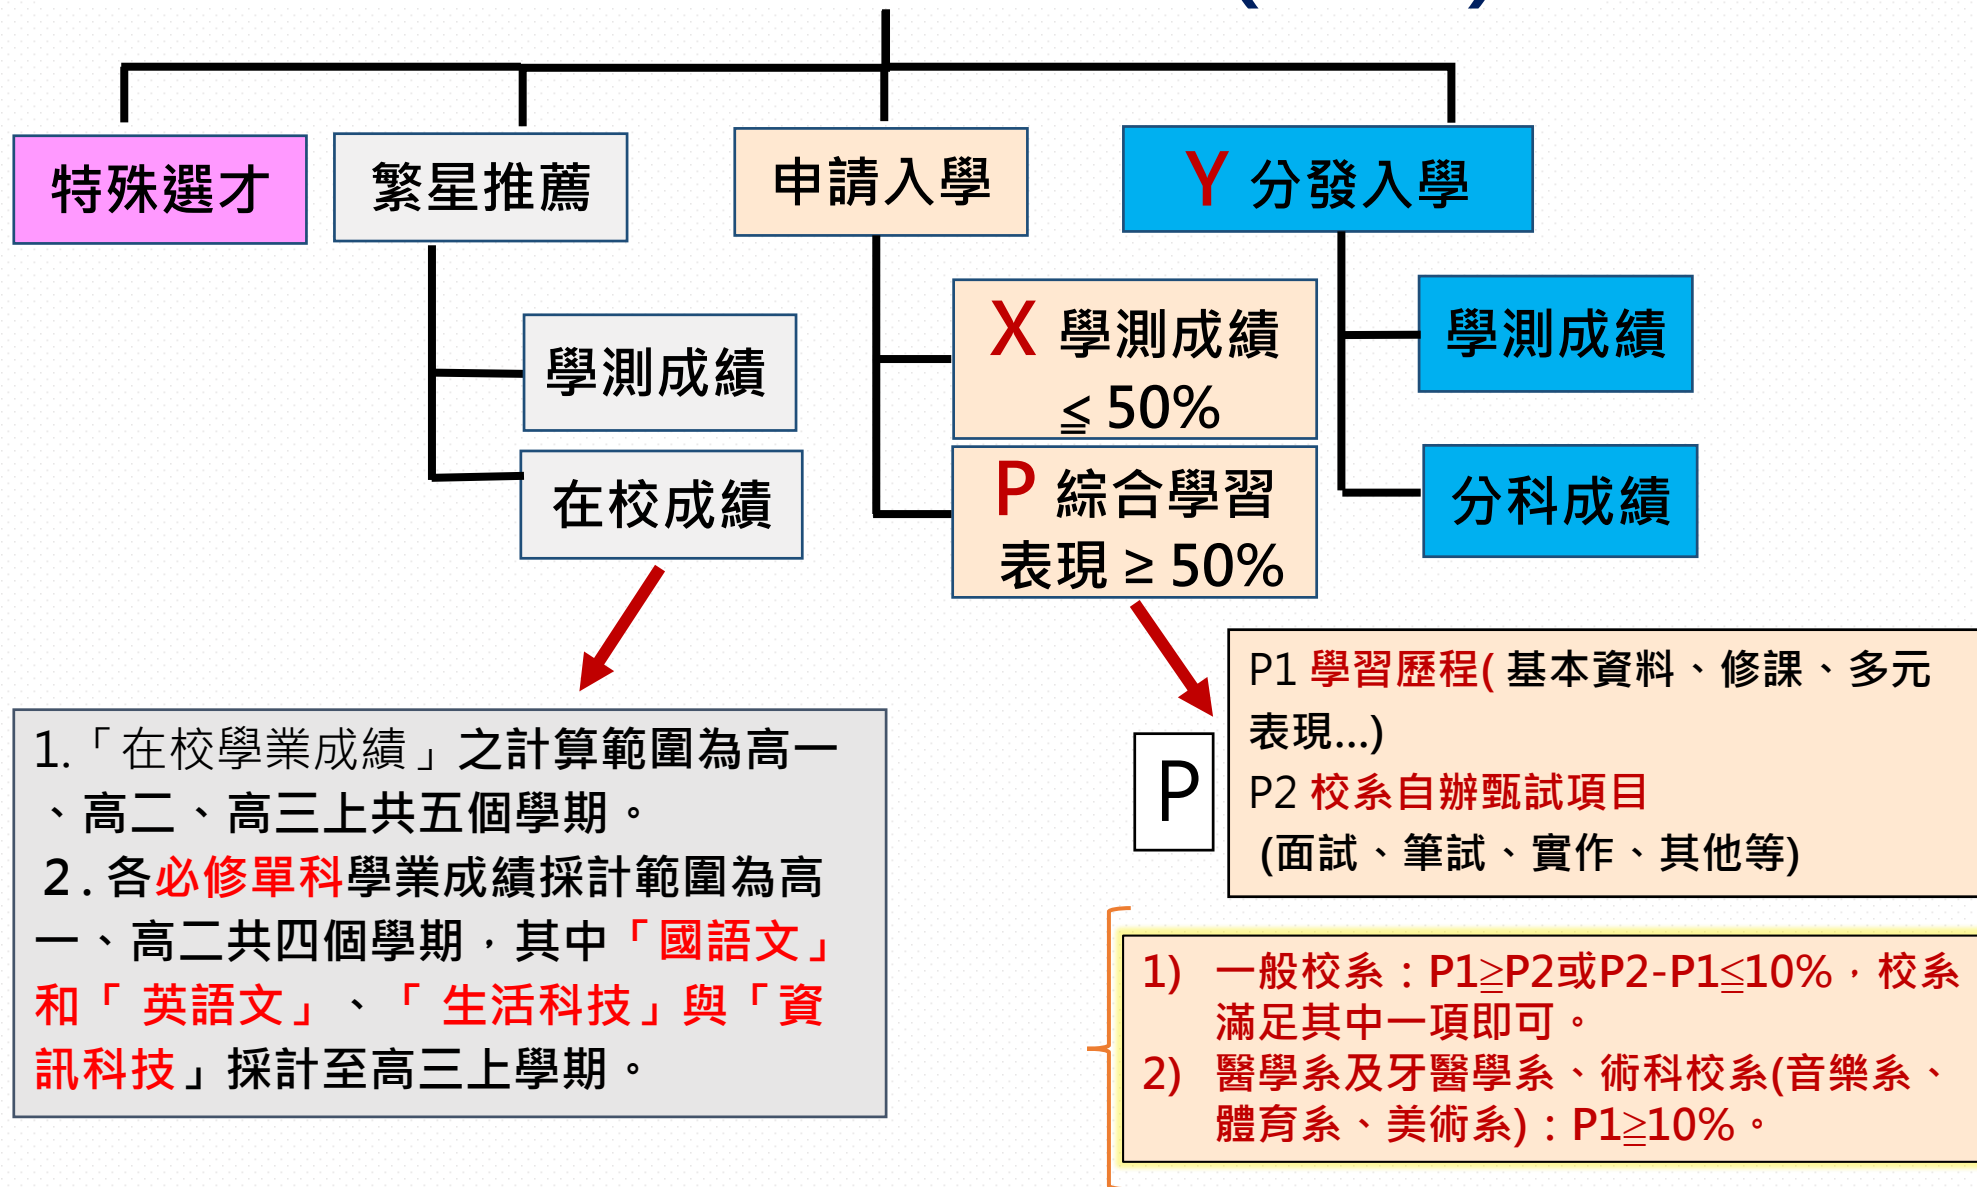 特殊選才
繁星推薦
申請入學
Y 分發入學
學測成績
在校成績
X 學測成績
≦ 50%
P 綜合學習
表現 ≥ 50%
學測成績
分科成績
1.「在校學業成績」之計算範圍為高一
、高二、高三上共五個學期。
2.各必修單科學業成績採計範圍為高
一、高二共四個學期，其中「國語文」
和「 英語文」、「 生活科技」與「資
訊科技」採計至高三上學期。
P
P1 學習歷程( 基本資料、修課、多元
表現...)
P2 校系自辦甄試項目
(面試、筆試、實作、其他等)
1) 一般校系：P1≧P2或P2-P1≦10%，校系
滿足其中一項即可。
2) 醫學系及牙醫學系、術科校系(音樂系、
體育系、美術系)：P1≧10%。